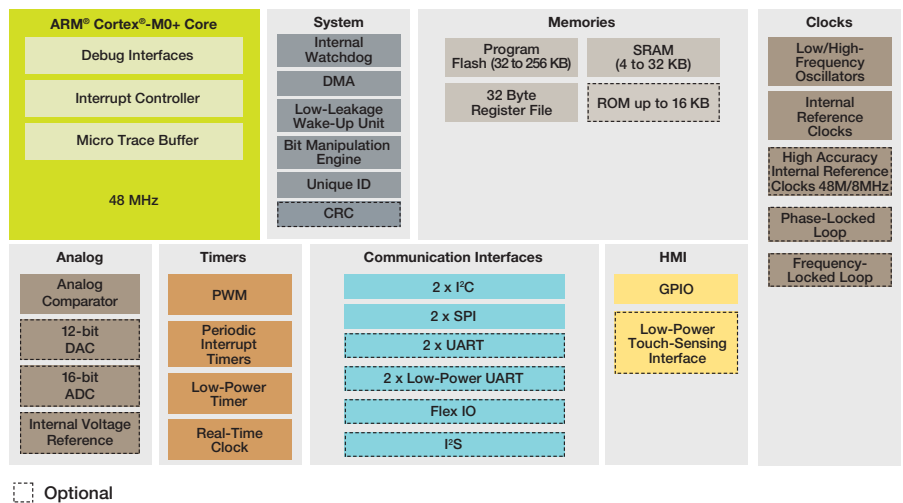 ARM® Cortex®-M0+ Core
Debug Interfaces
Interrupt Controller
Micro Trace Buffer
48 MHz
System
Internal
Watchdog
DMA
Low-Leakage
Wake-Up Unit
Bit Manipulation
Engine
Unique ID
CRC
Memories
Program
Flash (32 to 256 KB)
SRAM
(4 to 32 KB)
32 Byte
Register File
ROM up to 16 KB
Clocks
Low/High-
Frequency
Oscillators
Internal
Reference
Clocks
High Accuracy
Internal Reference
Clocks 48M/8MHz
Phase-Locked
Loop
Frequency-
Locked Loop
Analog
Analog
Comparator
12-bit
DAC
16-bit
ADC
Internal Voltage
Reference
Timers
PWM
Periodic
Interrupt
Timers
Low-Power
Timer
Real-Time
Clock
Communication Interfaces
2 x I²C
2 x SPI
2 x UART
2 x Low-Power UART
Flex IO
I²S
HMI
GPIO
Low-Power
Touch-Sensing
Interface
Optional